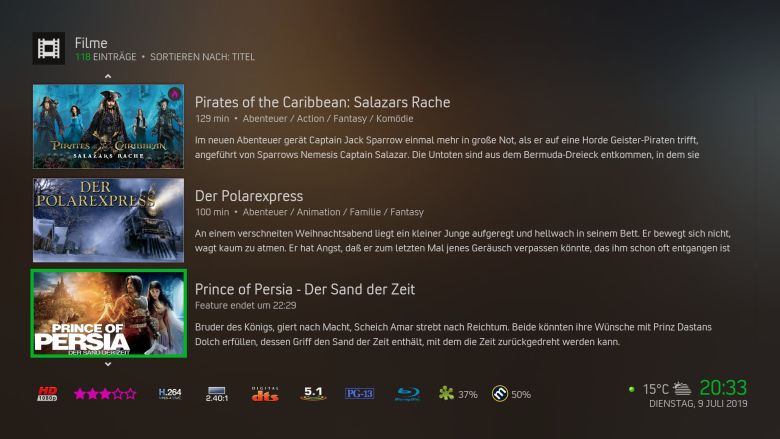 Filme
118 EINTRÄGE • SORTIEREN NACH: TITEL
PIRATES OF THE CARIBBEAN
SALAZARS RACHE
Pirates of the Caribbean: Salazars Rache
129 min • Abenteuer / Action / Fantasy / Komödie
Im neuen Abenteuer gerät Captain Jack Sparrow einmal mehr in große Not, als er auf eine Horde Geister-Piraten trifft,
angeführt von Sparrows Nemesis Captain Salazar. Die Untoten sind aus dem Bermuda-Dreieck entkommen, in dem sie
DER
POLAREXPRESS
Der Polarexpress
100 min • Abenteuer / Animation / Familie / Fantasy
An einem verschneiten Weihnachtsabend liegt ein kleiner Junge aufgeregt und hellwach in seinem Bett. Er bewegt sich nicht,
wagt kaum zu atmen. Er hat Angst, daß er zum letzten Mal jenes Geräusch verpassen könnte, das ihm schon oft entgangen ist
PRINCE OF
PERSIA
DER SAND DER ZEIT
Prince of Persia - Der Sand der Zeit
Feature endet um 22:29
Bruder des Königs, giert nach Macht, Scheich Amar strebt nach Reichtum. Beide könnten ihre Wünsche mit Prinz Dastans
Dolch erfüllen, dessen Griff den Sand der Zeit enthält, mit dem die Zeit zurückgedreht werden kann.
HD
1080p
H.264
2.40:1
DIGITAL
dts
5.1
PG-13
Blu-ray Disc
37%
50%
15°C
20:33
DIENSTAG, 9 JULI 2019